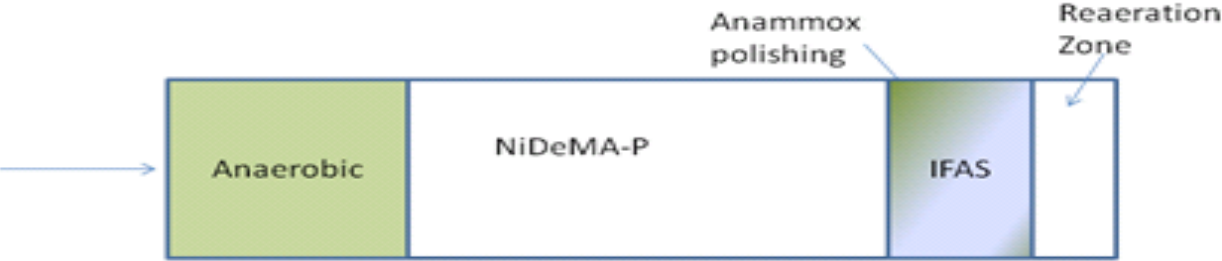 Anammox
polishing
Reaeration
Zone
Anaerobic
NiDeMA-P
IFAS